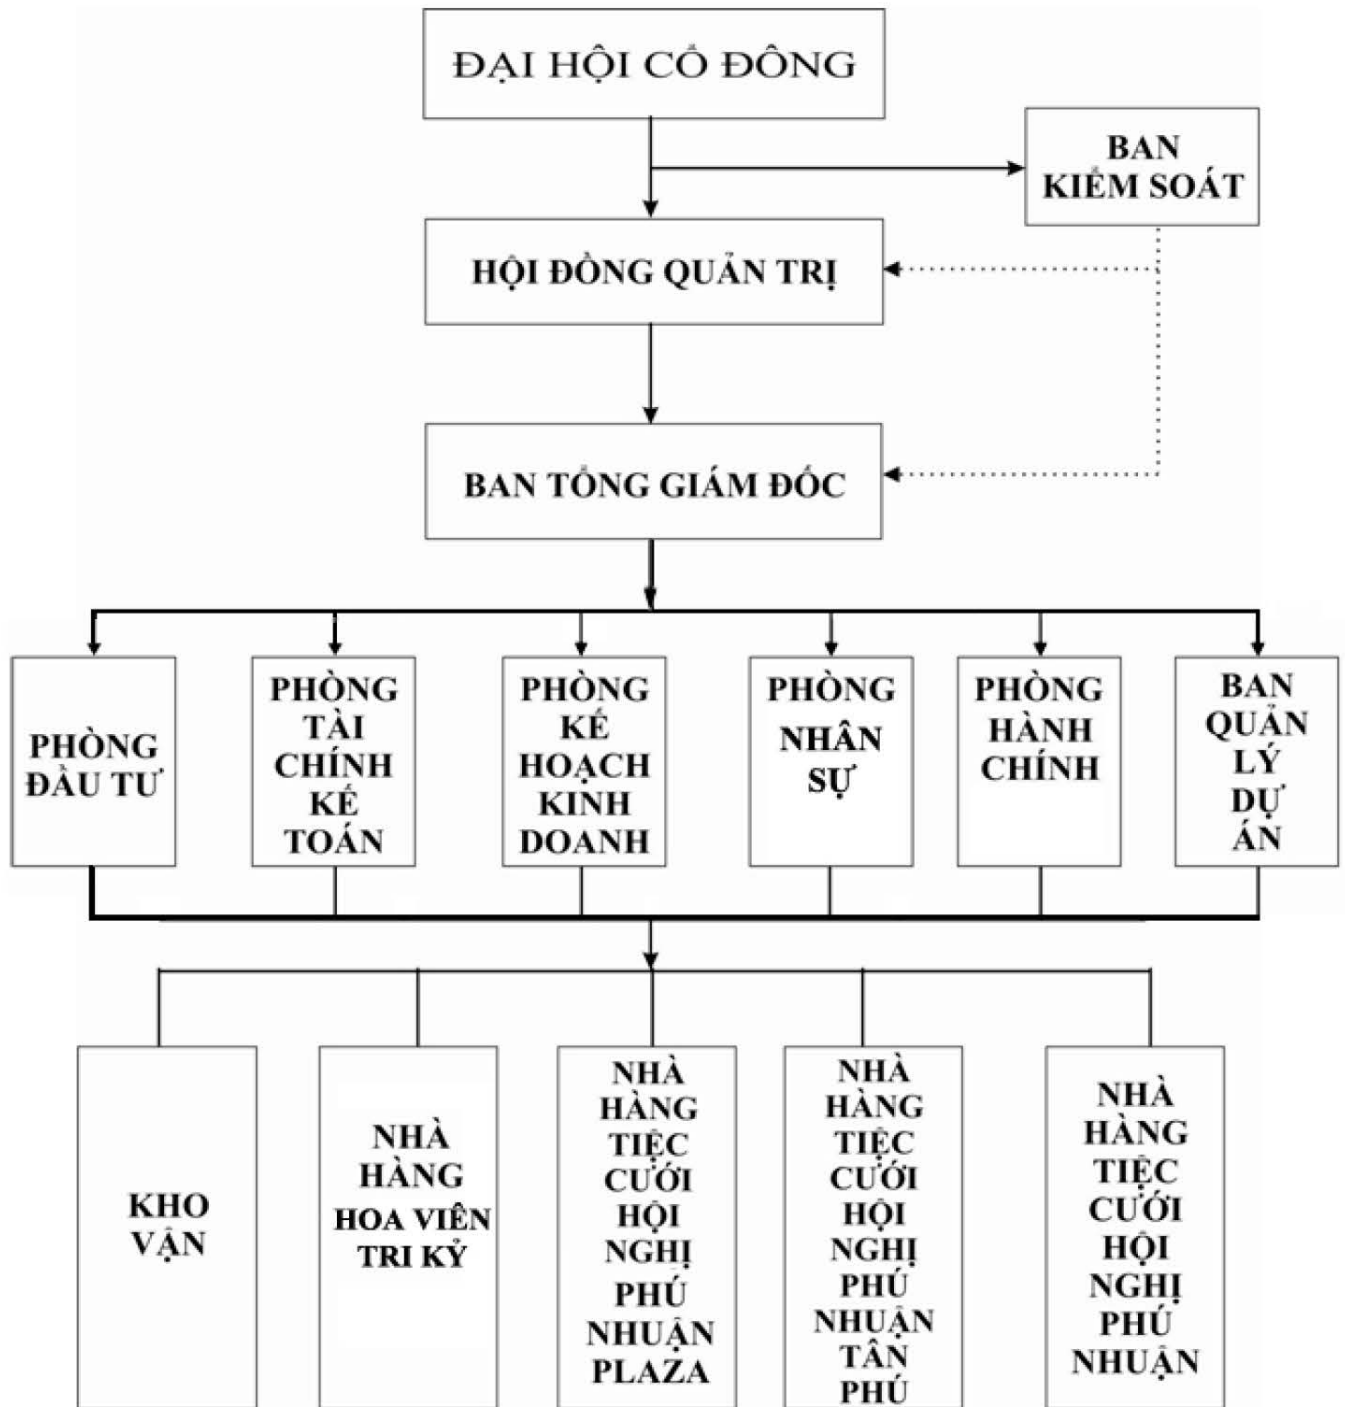 ĐẠI HỘI CỔ ĐÔNG
BAN
KIỂM SOÁT
HỘI ĐỒNG QUẢN TRỊ
BAN TỔNG GIÁM ĐỐC
PHÒNG
ĐẦU TƯ
PHÒNG
TÀI
CHÍNH
KẾ
TOÁN
PHÒNG
KẾ
HOẠCH
KINH
DOANH
PHÒNG
NHÂN
SỰ
PHÒNG
HÀNH
CHÍNH
BAN
QUẢN
LÝ
DỰ
ÁN
KHO
VẬN
NHÀ
HÀNG
HOA VIÊN
TRI KỶ
NHÀ
HÀNG
TIỆC
CƯỚI
HỘI
NGHỊ
PHÚ
NHUẬN
PLAZA
NHÀ
HÀNG
TIỆC
CƯỚI
HỘI
NGHỊ
PHÚ
NHUẬN
TÂN
PHÚ
NHÀ
HÀNG
TIỆC
CƯỚI
HỘI
NGHỊ
PHÚ
NHUẬN